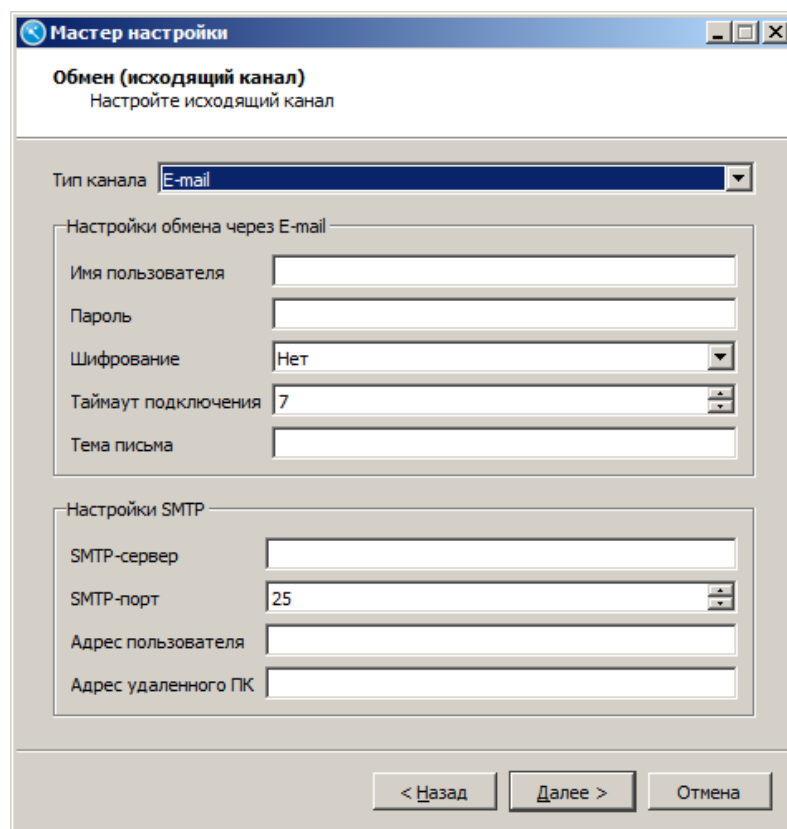 Мастер настройки
Обмен (исходящий канал)
Настройте исходящий канал
Тип канала E-mail
Настройки обмена через E-mail
Имя пользователя
Пароль
Шифрование Нет
Таймаут подключения 7
Тема письма
Настройки SMTP
SMTP-сервер
SMTP-порт 25
Адрес пользователя
Адрес удаленного ПК
< Назад Далее > Отмена